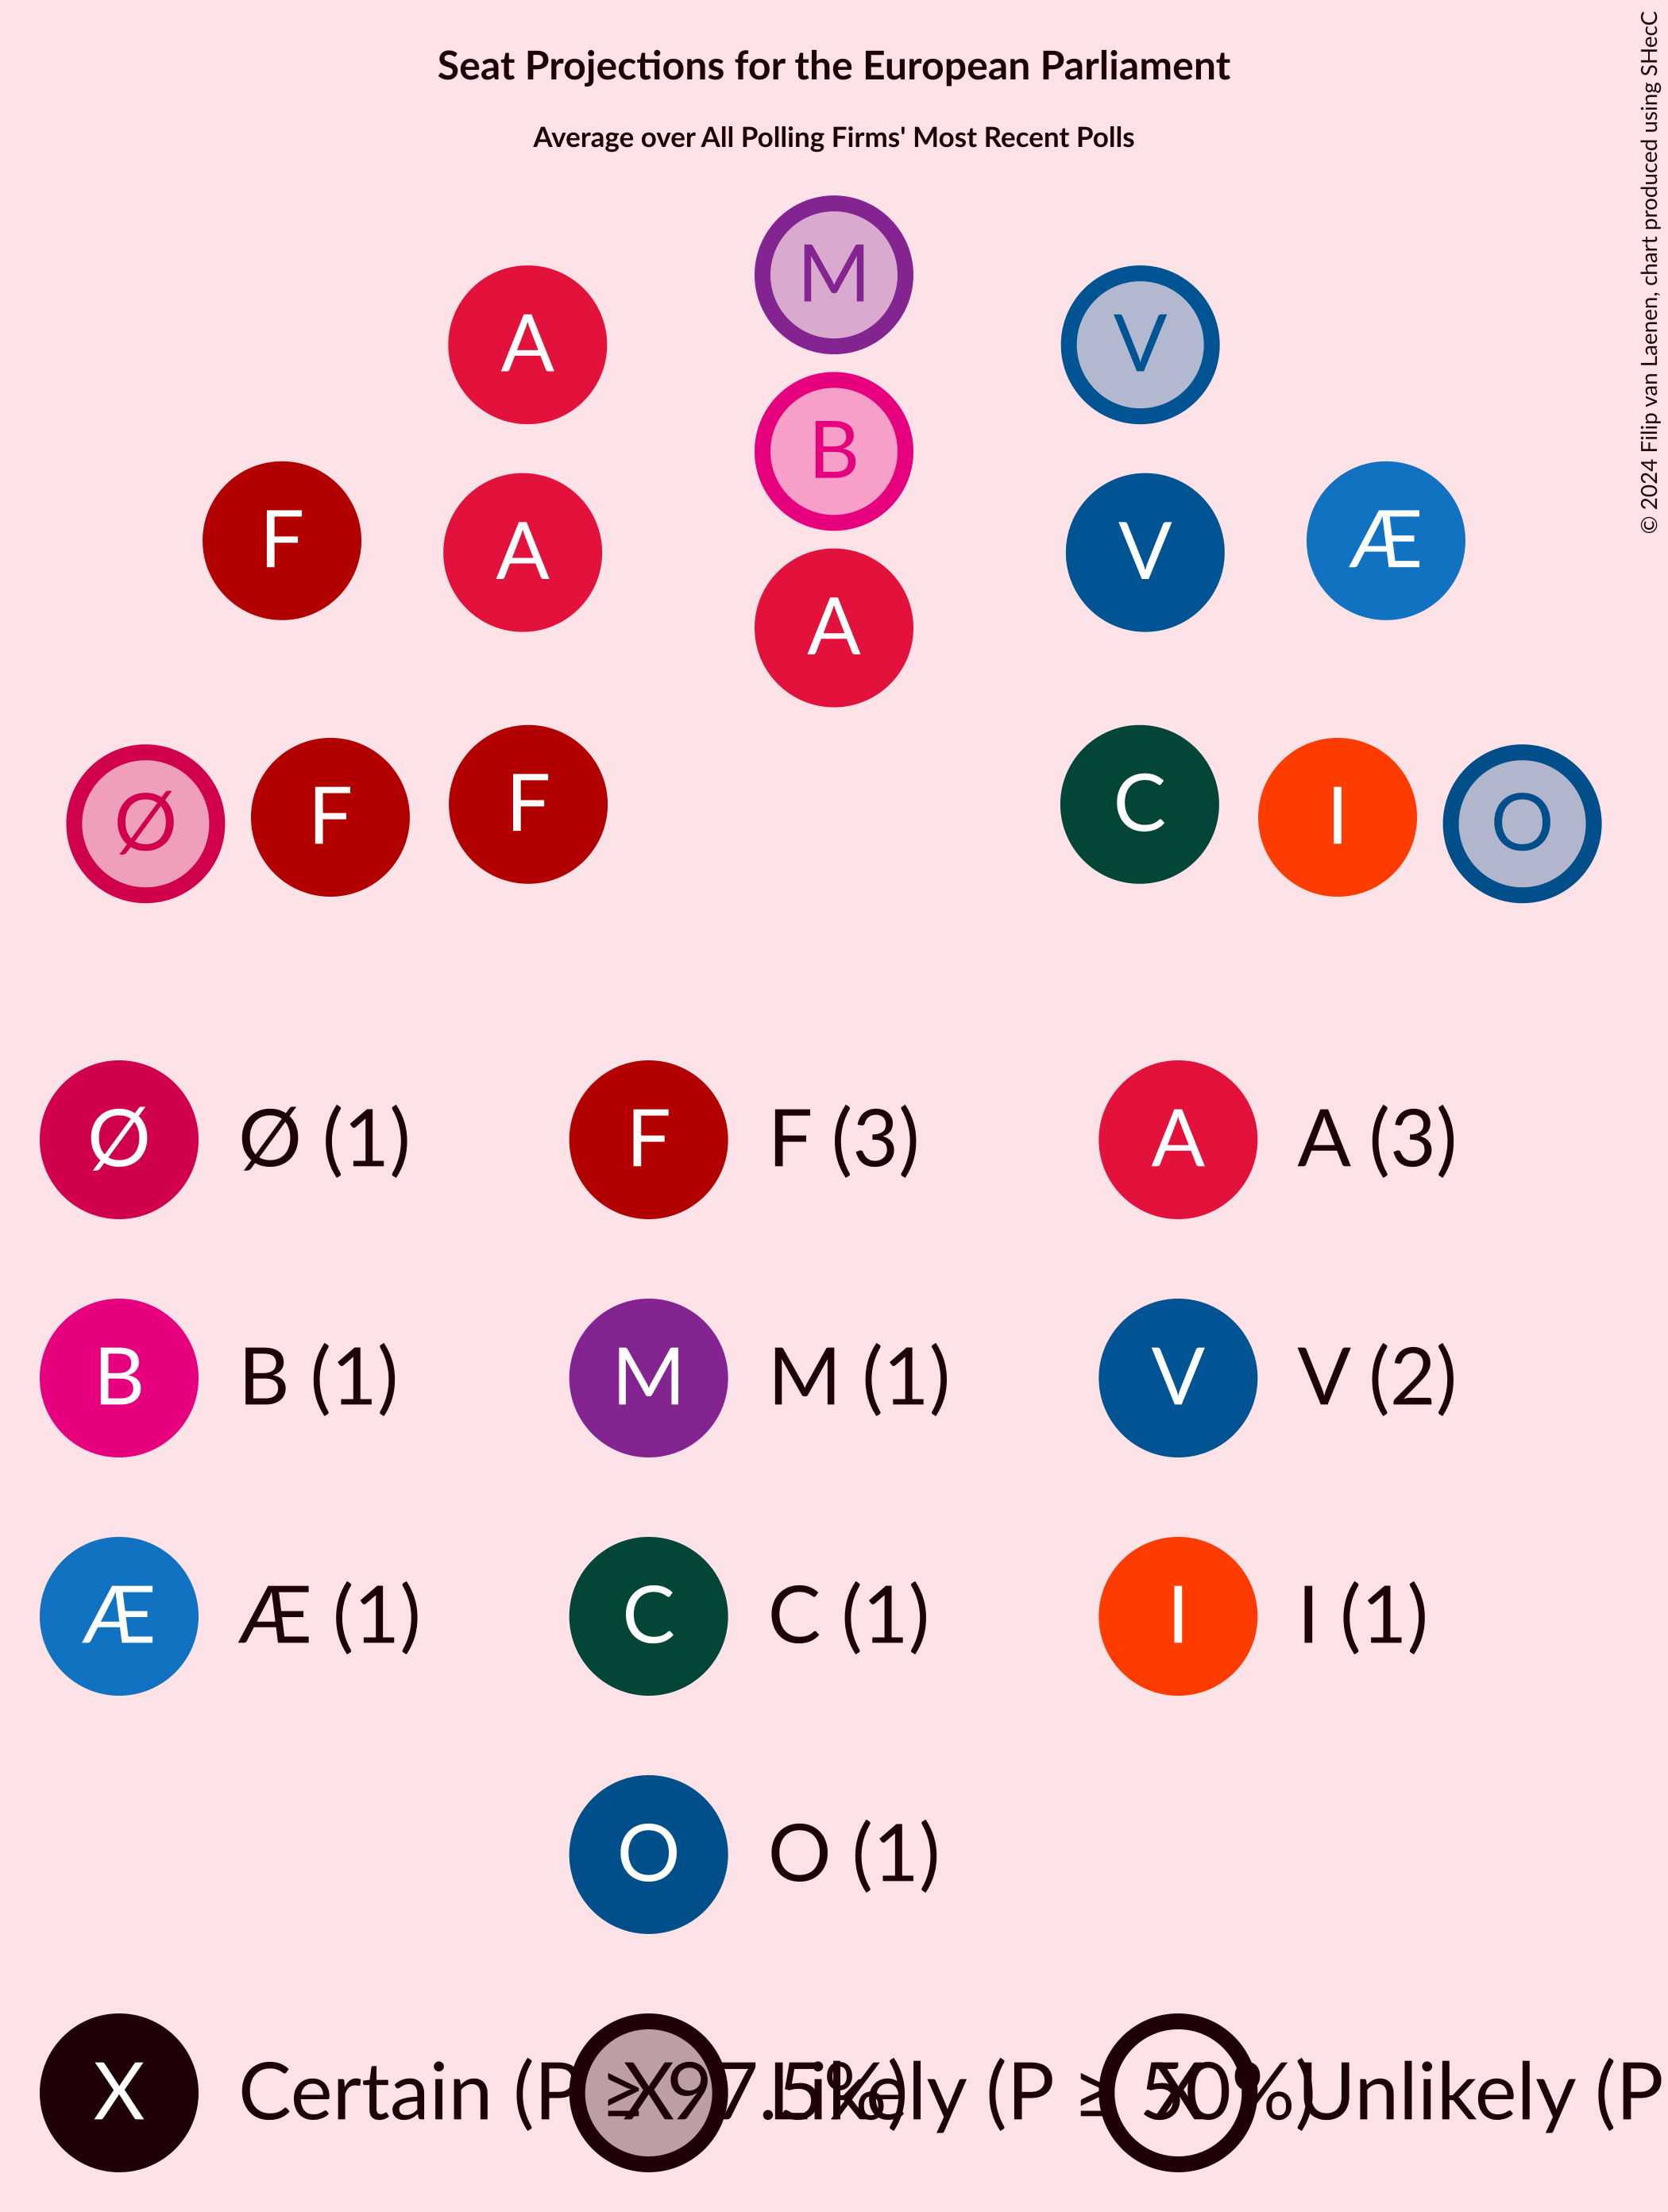 Seat Projections for the European Parliament
Average over All Polling Firms' Most Recent Polls
© 2024 Filip van Laenen, chart produced using SHecC
M
A
V
B
F
A
V
Æ
A
Ø
F
F
C
I
O
Ø Ø (1)
F F (3)
A A (3)
B B (1)
M M (1)
V V (2)
Æ Æ (1)
C C (1)
I I (1)
O O (1)
X Certain (P ≥ 97.5%)
X Likely (P ≥ 50%)
X Unlikely (P